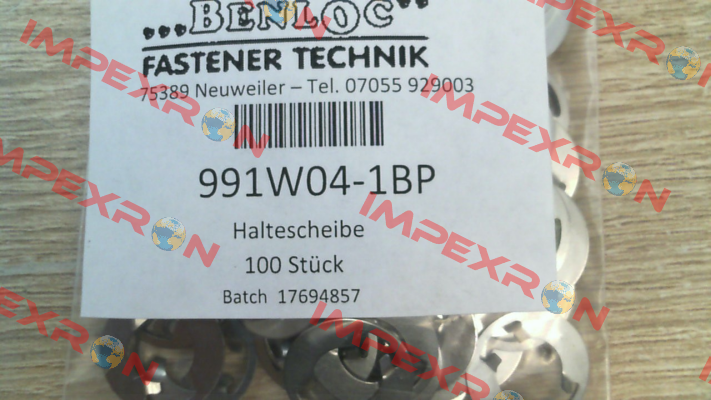 ...BENLOC..
FASTENER TECHNIK
75389 Neuweiler – Tel. 07055 929003
991W04-1BP
Haltescheibe
100 Stück
Batch 17694857
IMPEXRON
IMPEXRON
IMPEXRON
IMPEXRON
IMPEXRON
IMPEXRON